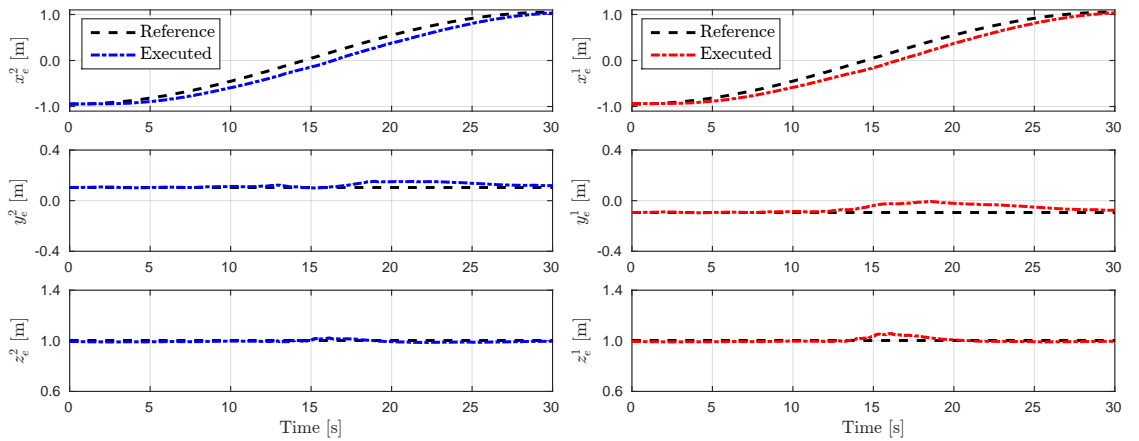 1.0
0.0
-1.0
x_e^2 [m]
Reference
Executed
0 5 10 15 20 25 30
1.0
0.0
-1.0
x_e^1 [m]
Reference
Executed
0 5 10 15 20 25 30
0.4
0.0
-0.4
y_e^2 [m]
0 5 10 15 20 25 30
0.4
0.0
-0.4
y_e^1 [m]
0 5 10 15 20 25 30
1.4
1.0
0.6
z_e^2 [m]
0 5 10 15 20 25 30
Time [s]
1.4
1.0
0.6
z_e^1 [m]
0 5 10 15 20 25 30
Time [s]